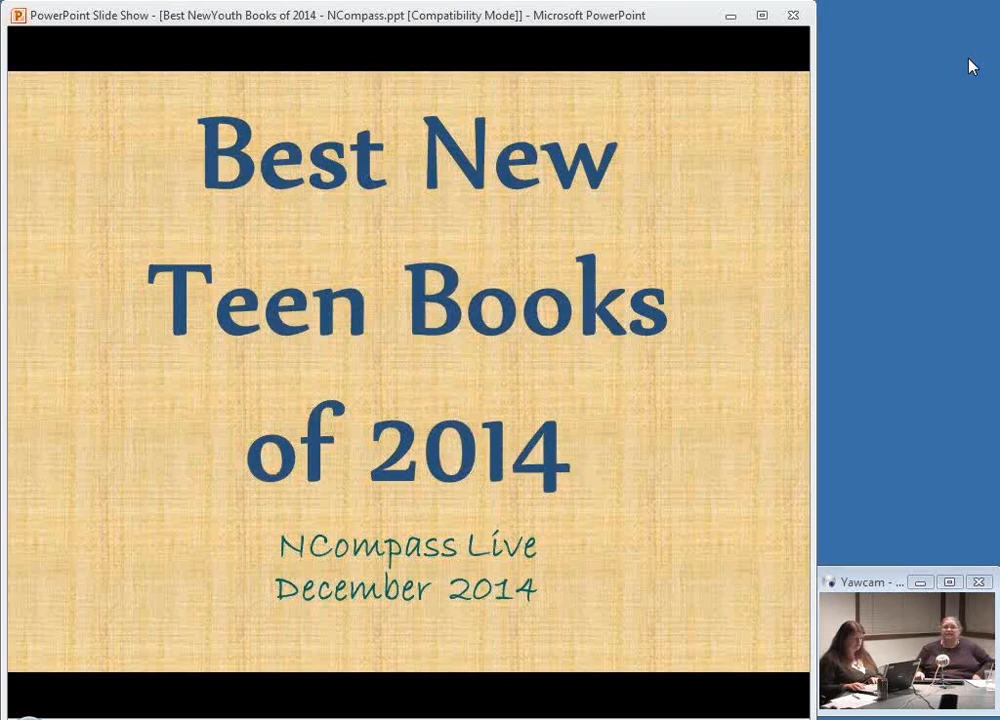 PowerPoint Slide Show - [Best NewYouth Books of 2014 - NCompass.ppt [Compatibility Mode]] - Microsoft PowerPoint
Best New
Teen Books
of 2014
NCompass Live
December 2014
Yawcam - ...